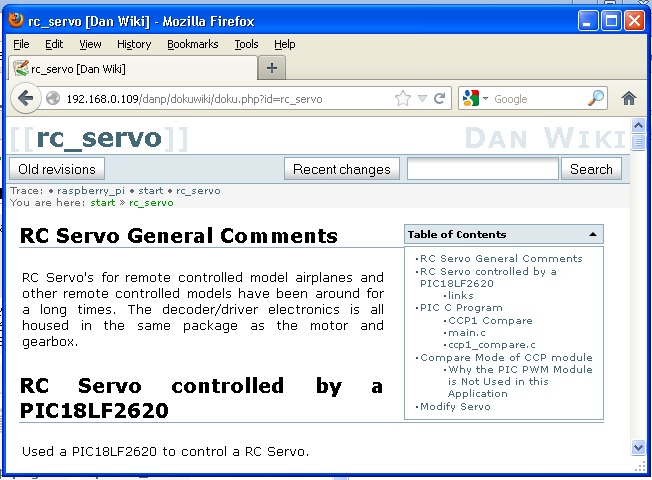 rc_servo [Dan Wiki] - Mozilla Firefox
File Edit View History Bookmarks Tools Help
rc_servo [Dan Wiki]
192.168.0.109/danp/dokuwiki/doku.php?id=rc_servo
Google
[[rc_servo]]
DAN WIKI
Old revisions
Recent changes
Search
Trace: • raspberry_pi • start • rc_servo
You are here: start » rc_servo
RC Servo General Comments
RC Servo's for remote controlled model airplanes and
other remote controlled models have been around for
a long times. The decoder/driver electronics is all
housed in the same package as the motor and
gearbox.
RC Servo controlled by a
PIC18LF2620
Used a PIC18LF2620 to control a RC Servo.
Table of Contents
•RC Servo General Comments
•RC Servo controlled by a
PIC18LF2620
•links
•PIC C Program
•CCP1 Compare
•main.c
•ccp1_compare.c
•Compare Mode of CCP module
•Why the PIC PWM Module
is Not Used in this
Application
•Modify Servo